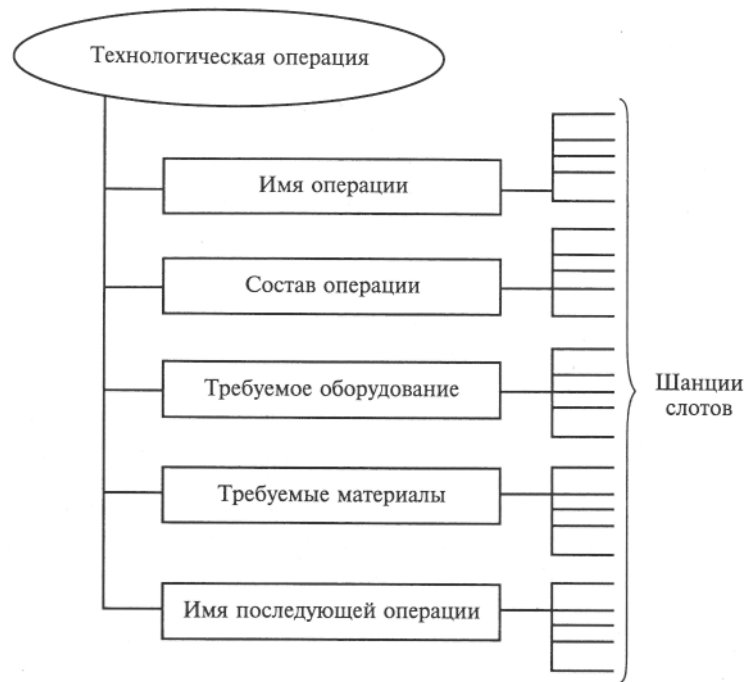 Технологическая операция
Имя операции
Состав операции
Требуемое оборудование
Требуемые материалы
Имя последующей операции
Шанции
слотов